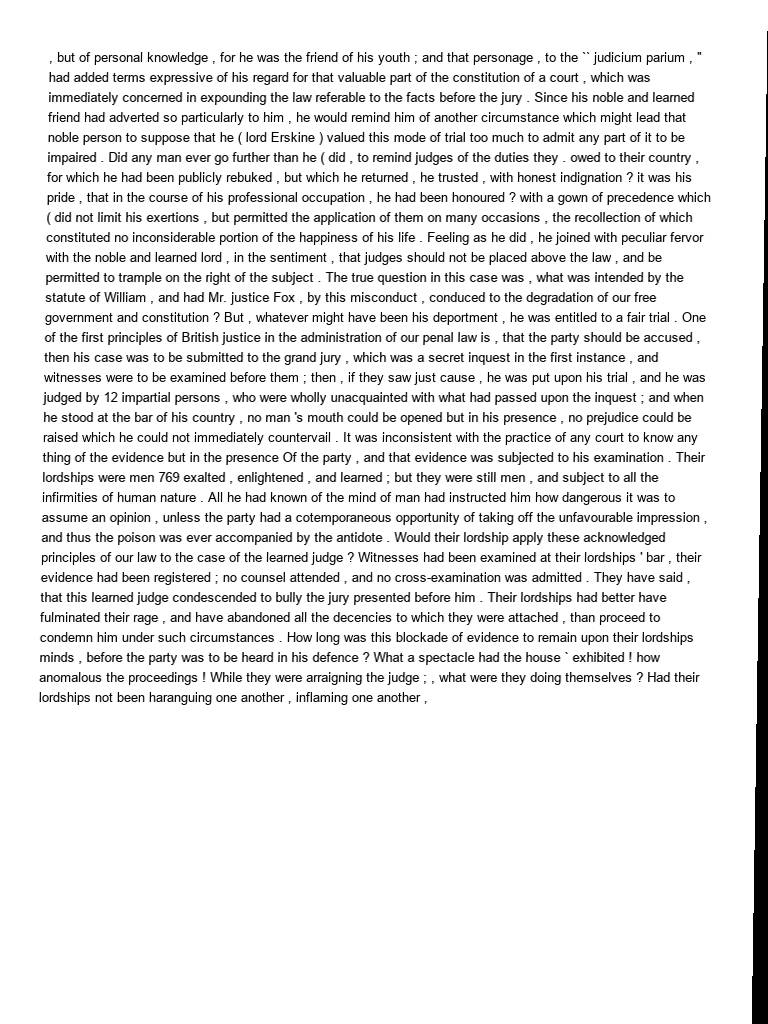 , but of personal knowledge , for he was the friend of his youth ; and that personage , to the `` judicium parium , "
had added terms expressive of his regard for that valuable part of the constitution of a court , which was
immediately concerned in expounding the law referable to the facts before the jury . Since his noble and learned
friend had adverted so particularly to him , he would remind him of another circumstance which might lead that
noble person to suppose that he ( lord Erskine ) valued this mode of trial too much to admit any part of it to be
impaired . Did any man ever go further than he ( did , to remind judges of the duties they . owed to their country ,
for which he had been publicly rebuked , but which he returned , he trusted , with honest indignation ? it was his
pride , that in the course of his professional occupation , he had been honoured ? with a gown of precedence which
( did not limit his exertions , but permitted the application of them on many occasions , the recollection of which
constituted no inconsiderable portion of the happiness of his life . Feeling as he did , he joined with peculiar fervor
with the noble and learned lord , in the sentiment , that judges should not be placed above the law , and be
permitted to trample on the right of the subject . The true question in this case was , what was intended by the
statute of William , and had Mr. justice Fox , by this misconduct , conduced to the degradation of our free
government and constitution ? But , whatever might have been his deportment , he was entitled to a fair trial . One
of the first principles of British justice in the administration of our penal law is , that the party should be accused ,
then his case was to be submitted to the grand jury , which was a secret inquest in the first instance , and
witnesses were to be examined before them ; then , if they saw just cause , he was put upon his trial , and he was
judged by 12 impartial persons , who were wholly unacquainted with what had passed upon the inquest ; and when
he stood at the bar of his country , no man 's mouth could be opened but in his presence , no prejudice could be
raised which he could not immediately countervail . It was inconsistent with the practice of any court to know any
thing of the evidence but in the presence Of the party , and that evidence was subjected to his examination . Their
lordships were men 769 exalted , enlightened , and learned ; but they were still men , and subject to all the
infirmities of human nature . All he had known of the mind of man had instructed him how dangerous it was to
assume an opinion , unless the party had a cotemporaneous opportunity of taking off the unfavourable impression ,
and thus the poison was ever accompanied by the antidote . Would their lordship apply these acknowledged
principles of our law to the case of the learned judge ? Witnesses had been examined at their lordships ' bar , their
evidence had been registered ; no counsel attended , and no cross-examination was admitted . They have said ,
that this learned judge condescended to bully the jury presented before him . Their lordships had better have
fulminated their rage , and have abandoned all the decencies to which they were attached , than proceed to
condemn him under such circumstances . How long was this blockade of evidence to remain upon their lordships
minds , before the party was to be heard in his defence ? What a spectacle had the house ` exhibited ! how
anomalous the proceedings ! While they were arraigning the judge ; , what were they doing themselves ? Had their
lordships not been haranguing one another , inflaming one another ,